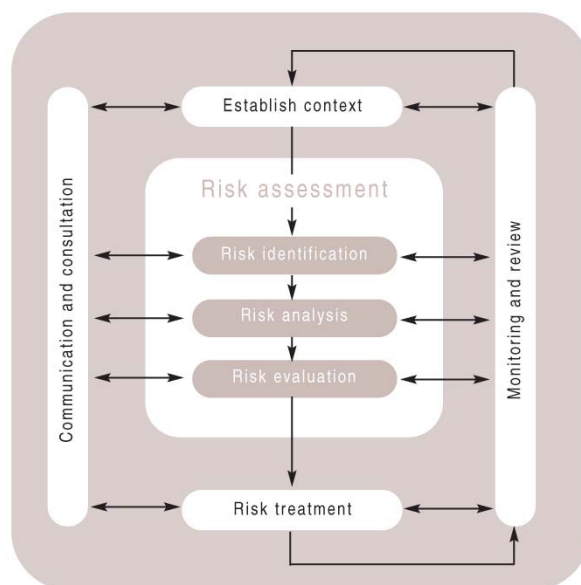 Establish context
Communication and consultation
Risk assessment
Risk identification
Risk analysis
Risk evaluation
Monitoring and review
Risk treatment